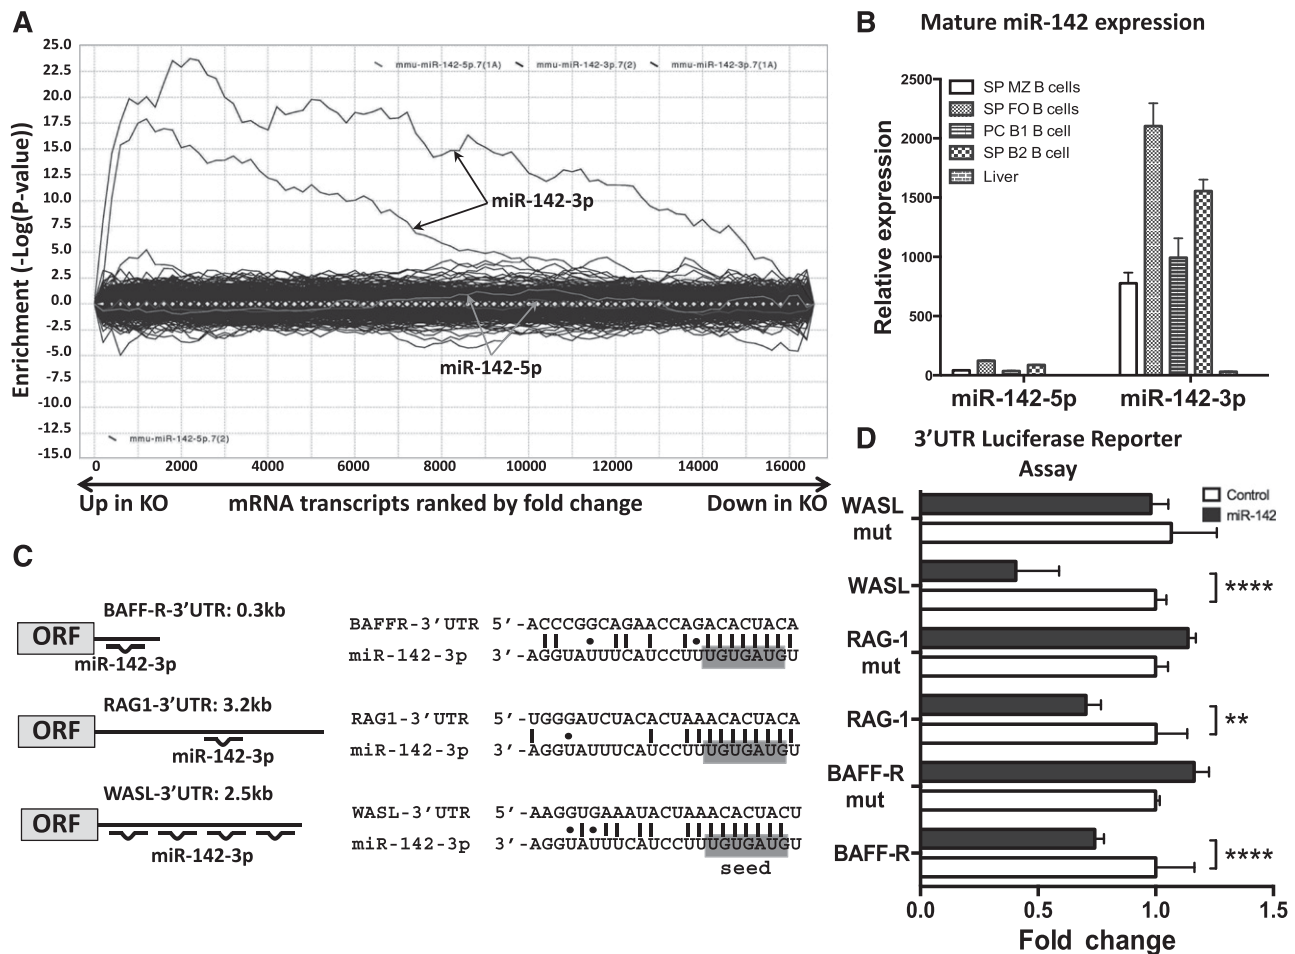 A
25.0
22.5
20.0
17.5
15.0
12.5
10.0
7.5
5.0
2.5
0.0
-2.5
-5.0
-7.5
-10.0
-12.5
-15.0
Enrichment (-Log(P-value))
mmu-miR-142-5p.7(1A) mmu-miR-142-3p.7(2) mmu-miR-142-3p.7(1A)
miR-142-3p
miR-142-5p
mmu-miR-142-5p.7(2)
0 2000 4000 6000 8000 10000 12000 14000 16000
Up in KO mRNA transcripts ranked by fold change Down in KO
B Mature miR-142 expression
2500
2000
1500
1000
500
0
Relative expression
SP MZ B cells
SP FO B cells
PC B1 B cell
SP B2 B cell
Liver
miR-142-5p miR-142-3p
C
BAFF-R-3’UTR: 0.3kb
ORF
miR-142-3p
RAG1-3’UTR: 3.2kb
ORF
miR-142-3p
WASL-3’UTR: 2.5kb
ORF
miR-142-3p
BAFFR-3’UTR 5’-ACCCGGCAGAACCAGACACUACA
miR-142-3p 3’-AGGUAUUUCAUCCUUUGUGAUGU
RAG1-3’UTR 5’-UGGGAUCUACACUAAACACUACA
miR-142-3p 3’-AGGUAUUUCAUCCUUUGUGAUGU
WASL-3’UTR 5’-AAGGUGAAAUACUAAACACUACU
miR-142-3p 3’-AGGUAUUUCAUCCUUUGUGAUGU
seed
D 3’UTR Luciferase Reporter
Assay
Control
miR-142
WASL
mut
WASL
****
RAG-1
mut
RAG-1
**
BAFF-R
mut
BAFF-R
****
0.0 0.5 1.0 1.5
Fold change